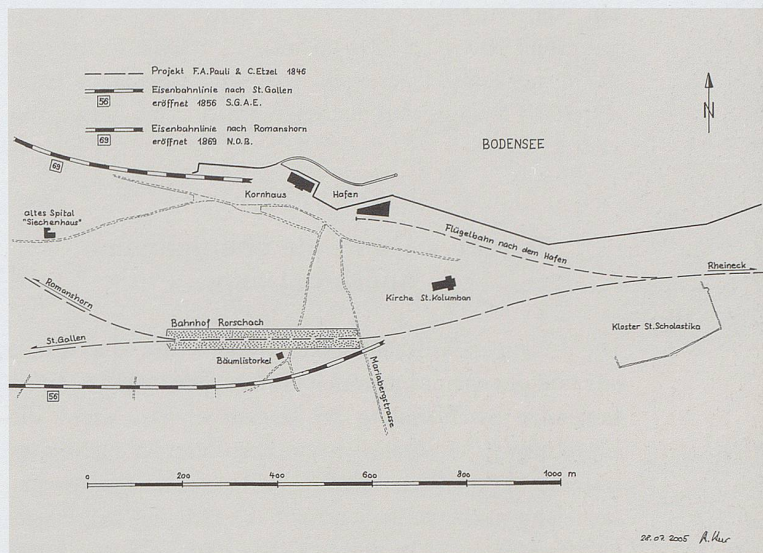 Projekt F.A.Pauli & C.Etzel 1846
Eisenbahnlinie nach St.Gallen
56 eröffnet 1856 S.G.A.E.
Eisenbahnlinie nach Romanshorn
69 eröffnet 1869 N.O.B.
N
BODENSEE
69
Kornhaus
Hafen
altes Spital
"Siechenhaus"
Flügelbahn nach dem Hafen
Rheineck
Romanshorn
Kirche St.Kolumban
Bahnhof Rorschach
Kloster St.Scholastika
St.Gallen
Bäumlistorkel
Mariabergstrasse
56
0 200 400 600 800 1000 m
28.07.2005